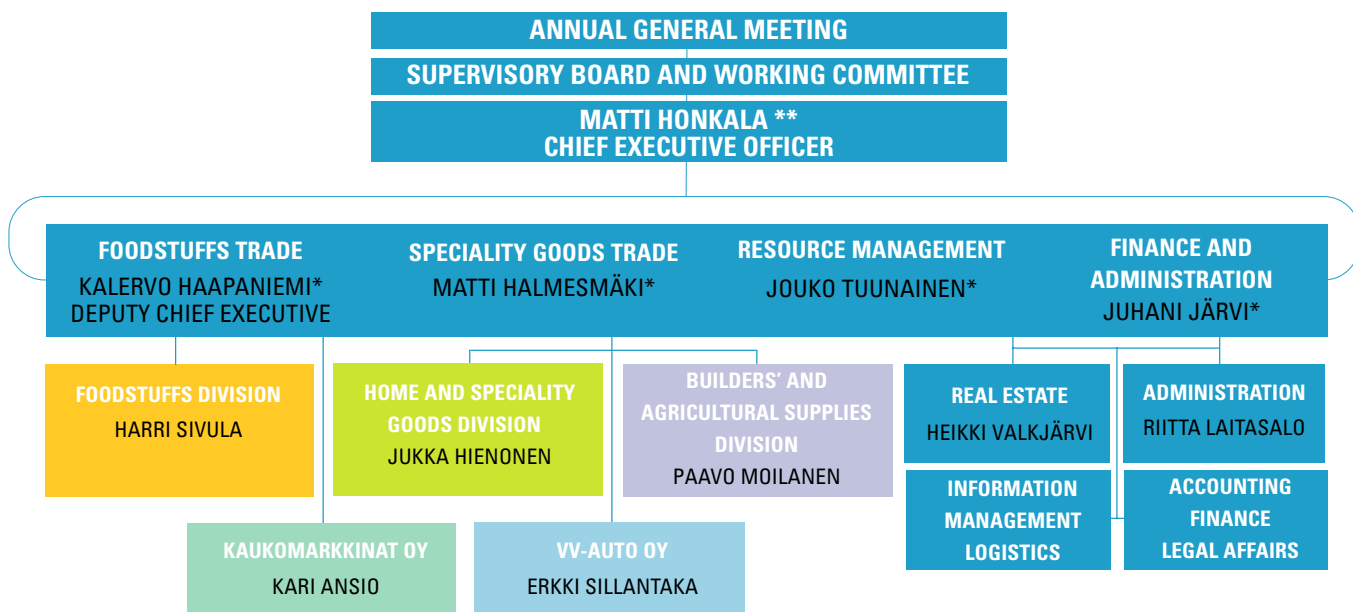 ANNUAL GENERAL MEETING
SUPERVISORY BOARD AND WORKING COMMITTEE
MATTI HONKALA **
CHIEF EXECUTIVE OFFICER
FOODSTUFFS TRADE
KALERVO HAAPANIEMI*
DEPUTY CHIEF EXECUTIVE
SPECIALITY GOODS TRADE
MATTI HALMESMÄKI*
RESOURCE MANAGEMENT
JOUKO TUUNAINEN*
FINANCE AND
ADMINISTRATION
JUHANI JÄRVI*
FOODSTUFFS DIVISION
HARRI SIVULA
HOME AND SPECIALITY
GOODS DIVISION
JUKKA HIENONEN
BUILDERS' AND
AGRICULTURAL SUPPLIES
DIVISION
PAAVO MOILANEN
REAL ESTATE
HEIKKI VALKJÄRVI
ADMINISTRATION
RIITTA LAITASALO
KAUKOMARKKINAT OY
KARI ANSIO
VV-AUTO OY
ERKKI SILLANTAKA
INFORMATION
MANAGEMENT
LOGISTICS
ACCOUNTING
FINANCE
LEGAL AFFAIRS